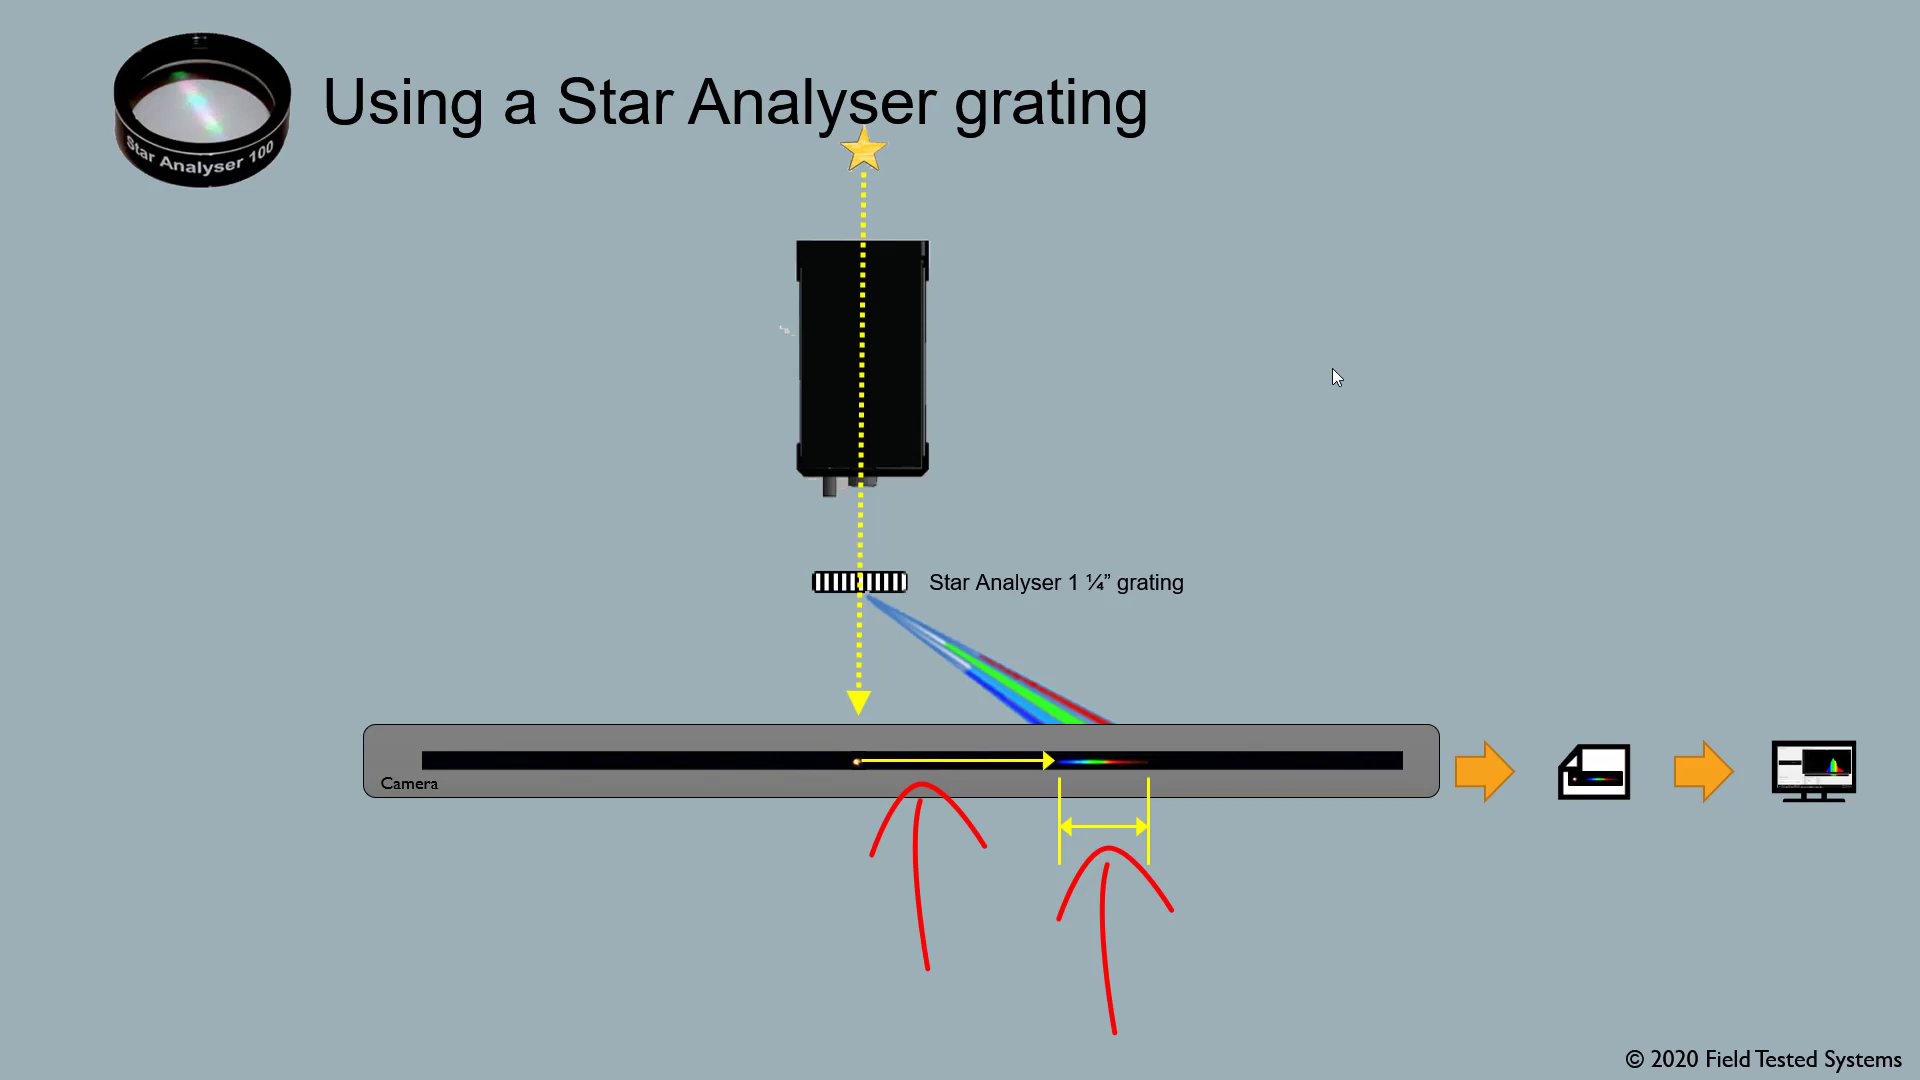 Using a Star Analyser grating
Star Analyser 100
Star Analyser 1 ¼” grating
Camera
© 2020 Field Tested Systems